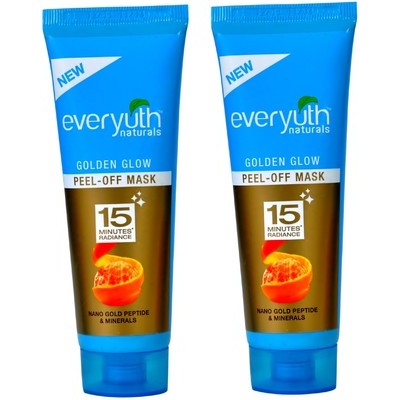 NEW
everyuth
naturals
GOLDEN GLOW
PEEL-OFF MASK
15
MINUTES*
RADIANCE
NANO GOLD PEPTIDE
& MINERALS
NEW
everyuth
naturals
GOLDEN GLOW
PEEL-OFF MASK
15
MINUTES*
RADIANCE
NANO GOLD PEPTIDE
& MINERALS